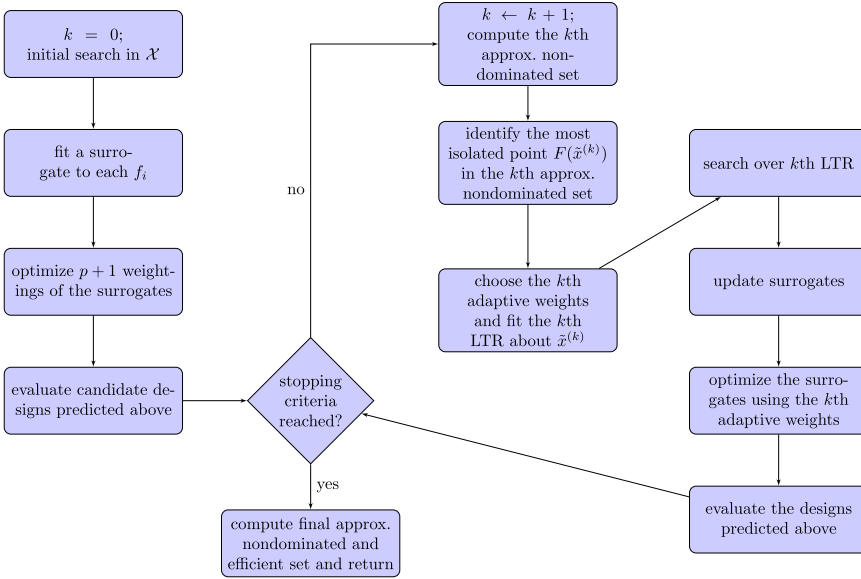 k = 0;
initial search in 𝒳
fit a surro-
gate to each fᵢ
optimize p + 1 weight-
ings of the surrogates
evaluate candidate de-
signs predicted above
stopping
criteria
reached?
yes
compute final approx.
nondominated and
efficient set and return
no
k ← k + 1;
compute the kth
approx. non-
dominated set
identify the most
isolated point F(x̃⁽ᵏ⁾)
in the kth approx.
nondominated set
choose the kth
adaptive weights
and fit the kth
LTR about x̃⁽ᵏ⁾
search over kth LTR
update surrogates
optimize the surro-
gates using the kth
adaptive weights
evaluate the designs
predicted above